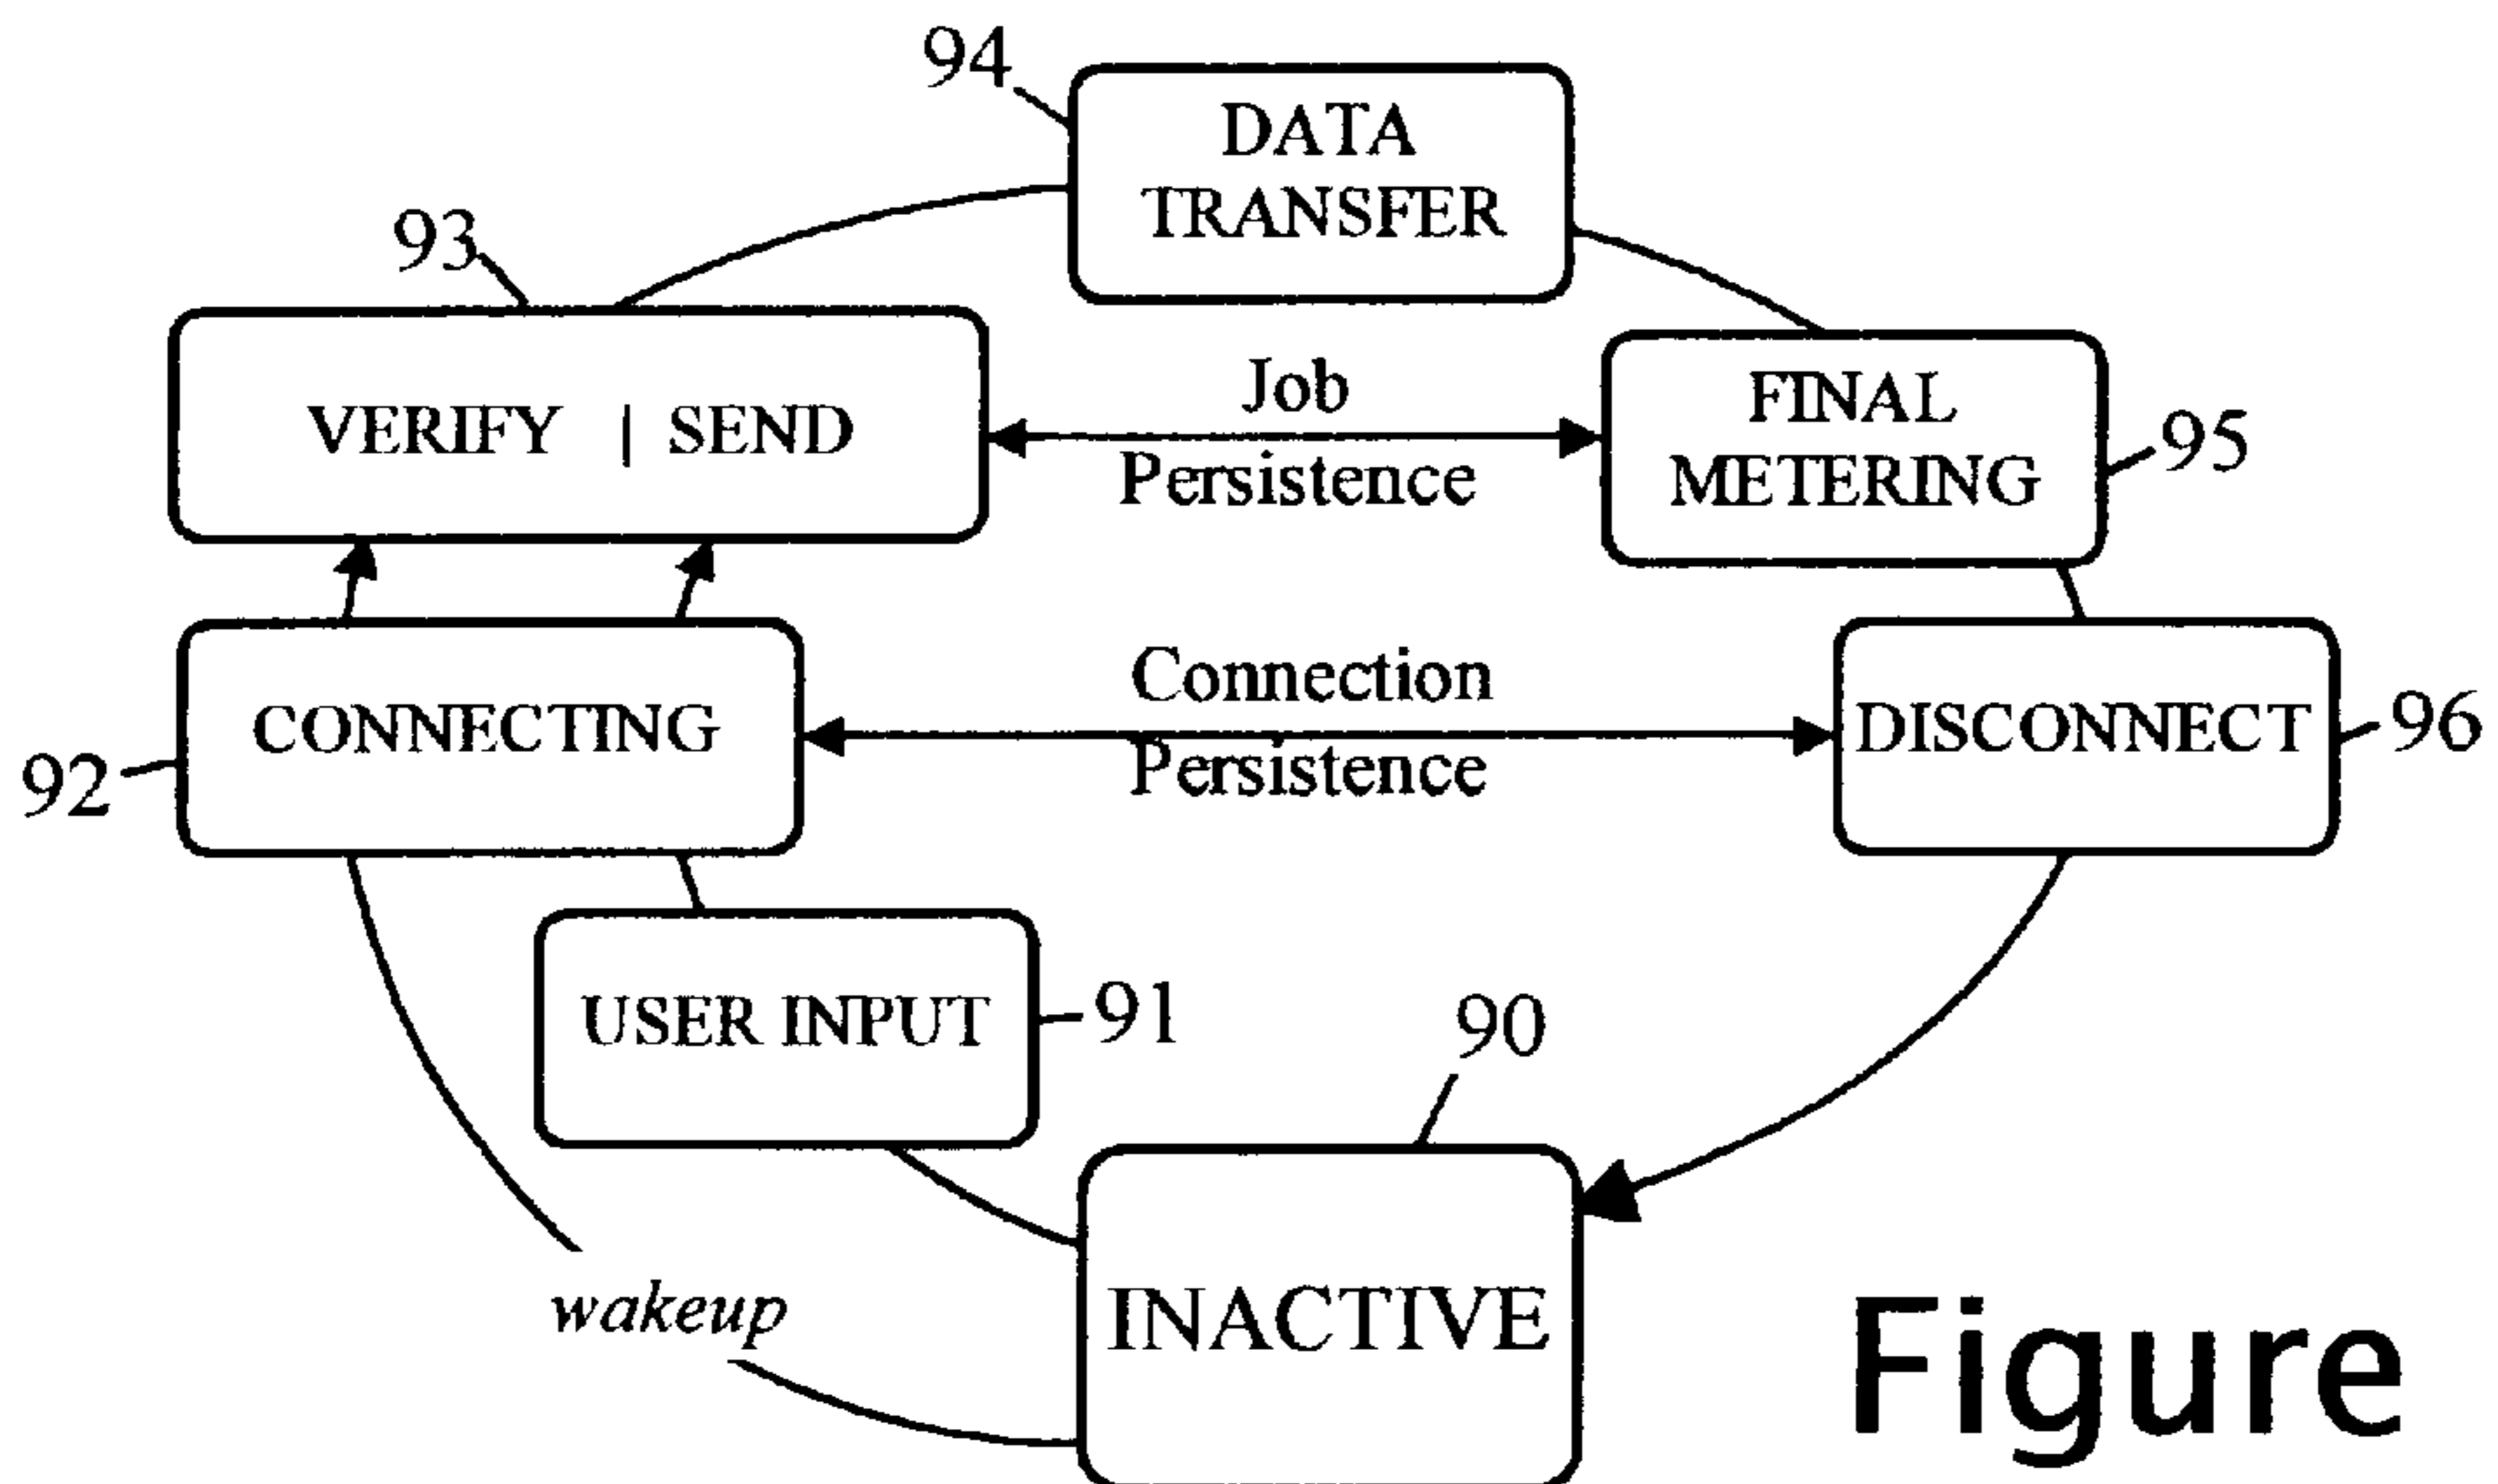 94
DATA
TRANSFER
93
VERIFY | SEND
Job
Persistence
FINAL
METERING
95
CONNECTING
92
Connection
Persistence
DISCONNECT
96
USER INPUT
91
90
wakeup
INACTIVE
Figure